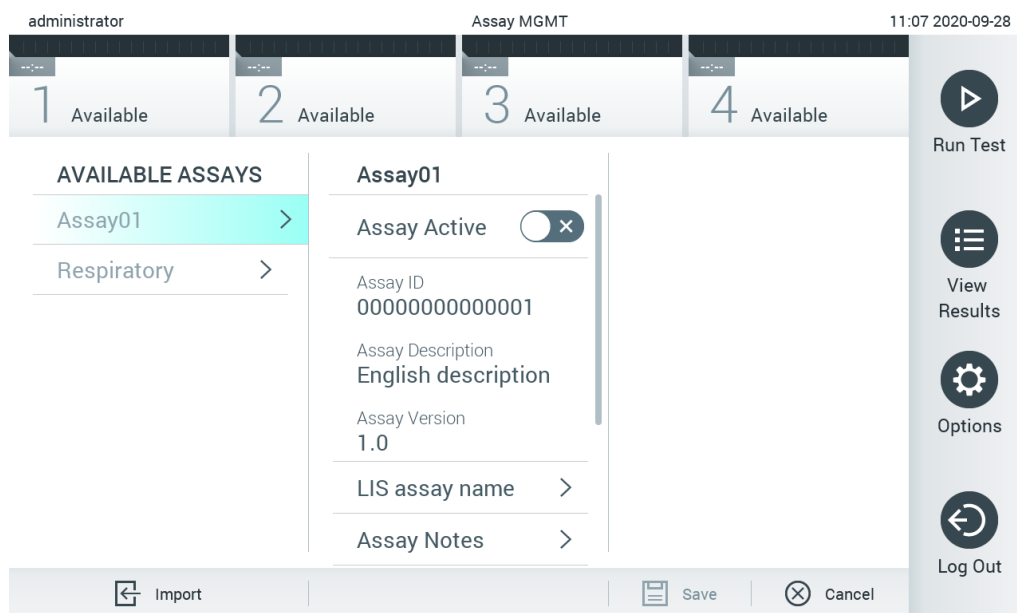 administrator
Assay MGMT
11:07 2020-09-28
--:--
1 Available
--:--
2 Available
--:--
3 Available
--:--
4 Available
AVAILABLE ASSAYS
Assay01
Respiratory
Assay01
Assay Active
Assay ID
00000000000001
Assay Description
English description
Assay Version
1.0
LIS assay name
Assay Notes
Run Test
View
Results
Options
Log Out
Import
Save
Cancel